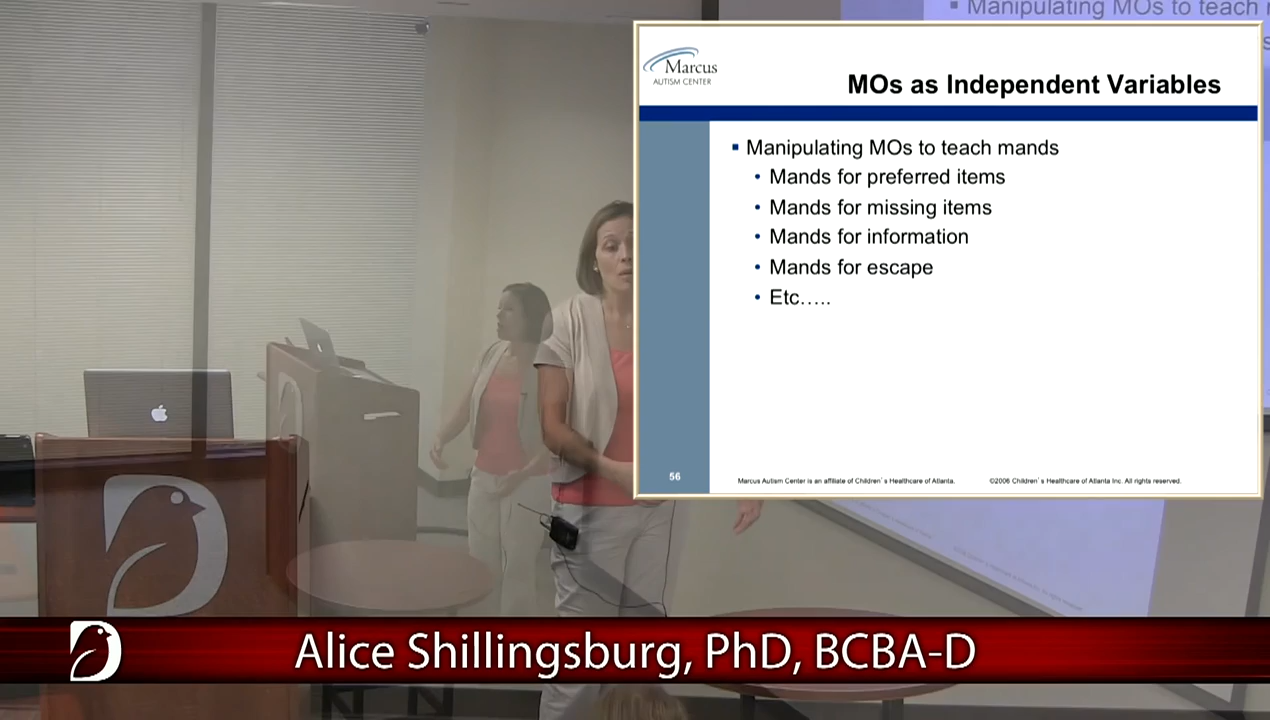 Manipulating MOs to teach
Marcus
AUTISM CENTER
MOs as Independent Variables
▪ Manipulating MOs to teach mands
• Mands for preferred items
• Mands for missing items
• Mands for information
• Mands for escape
• Etc…..
56
Marcus Autism Center is an affiliate of Children`s Healthcare of Atlanta.
©2006 Children`s Healthcare of Atlanta Inc. All rights reserved.
Alice Shillingsburg, PhD, BCBA-D